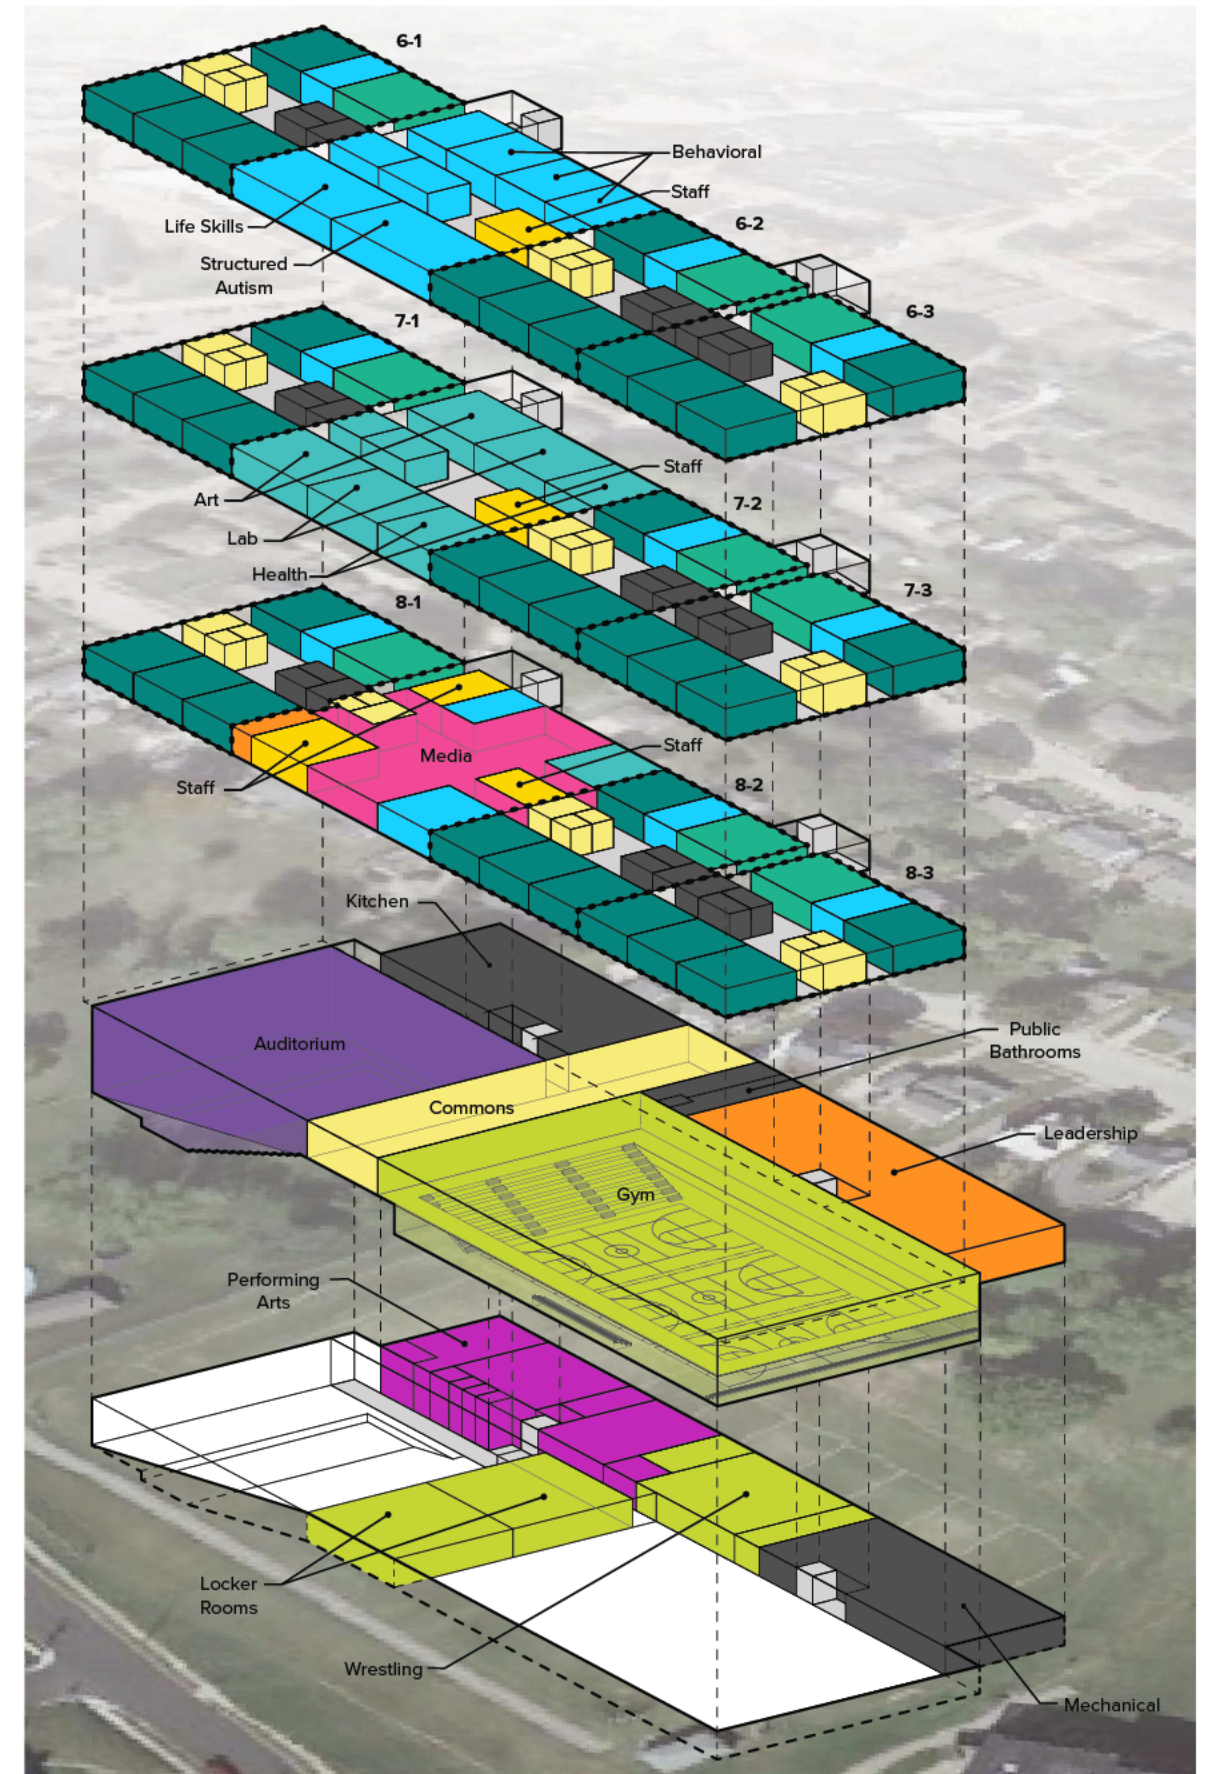 6-1
Behavioral
Staff
6-2
Life Skills
Structured
Autism
6-3
7-1
Staff
Art
7-2
Lab
Health
7-3
8-1
Staff
Media
Staff
8-2
8-3
Kitchen
Public
Bathrooms
Auditorium
Commons
Leadership
Gym
Performing
Arts
Locker
Rooms
Wrestling
Mechanical